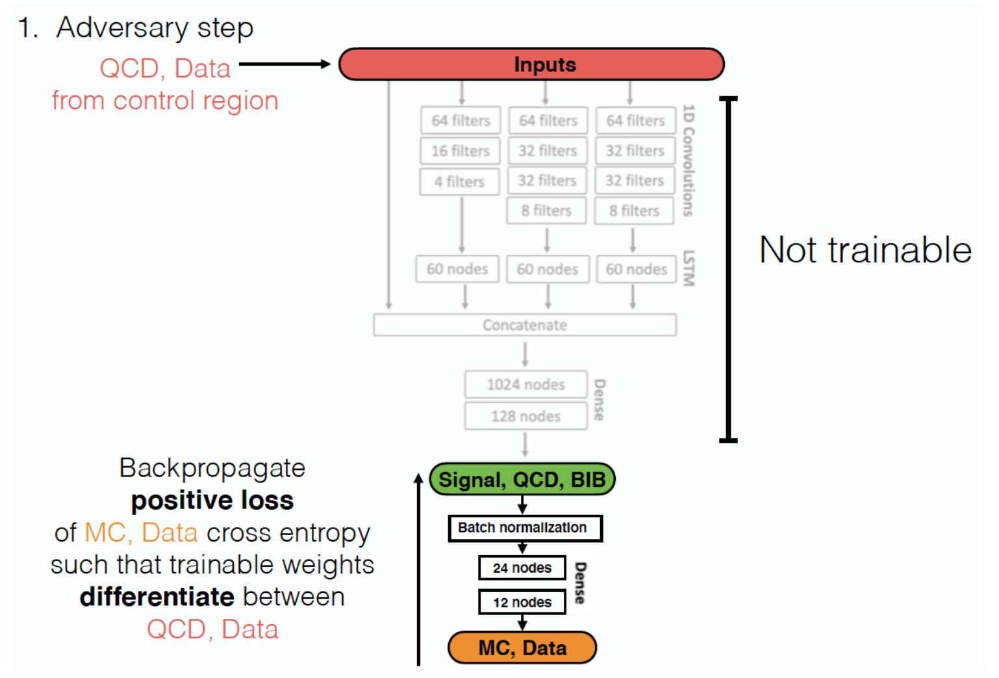 1. Adversary step
QCD, Data
from control region
Inputs
64 filters
64 filters
64 filters
16 filters
32 filters
32 filters
4 filters
32 filters
32 filters
8 filters
8 filters
1D Convolutions
60 nodes
60 nodes
60 nodes
LSTM
Not trainable
Concatenate
1024 nodes
128 nodes
Dense
Backpropagate
positive loss
of MC, Data cross entropy
such that trainable weights
differentiate between
QCD, Data
Signal, QCD, BIB
Batch normalization
24 nodes
12 nodes
Dense
MC, Data